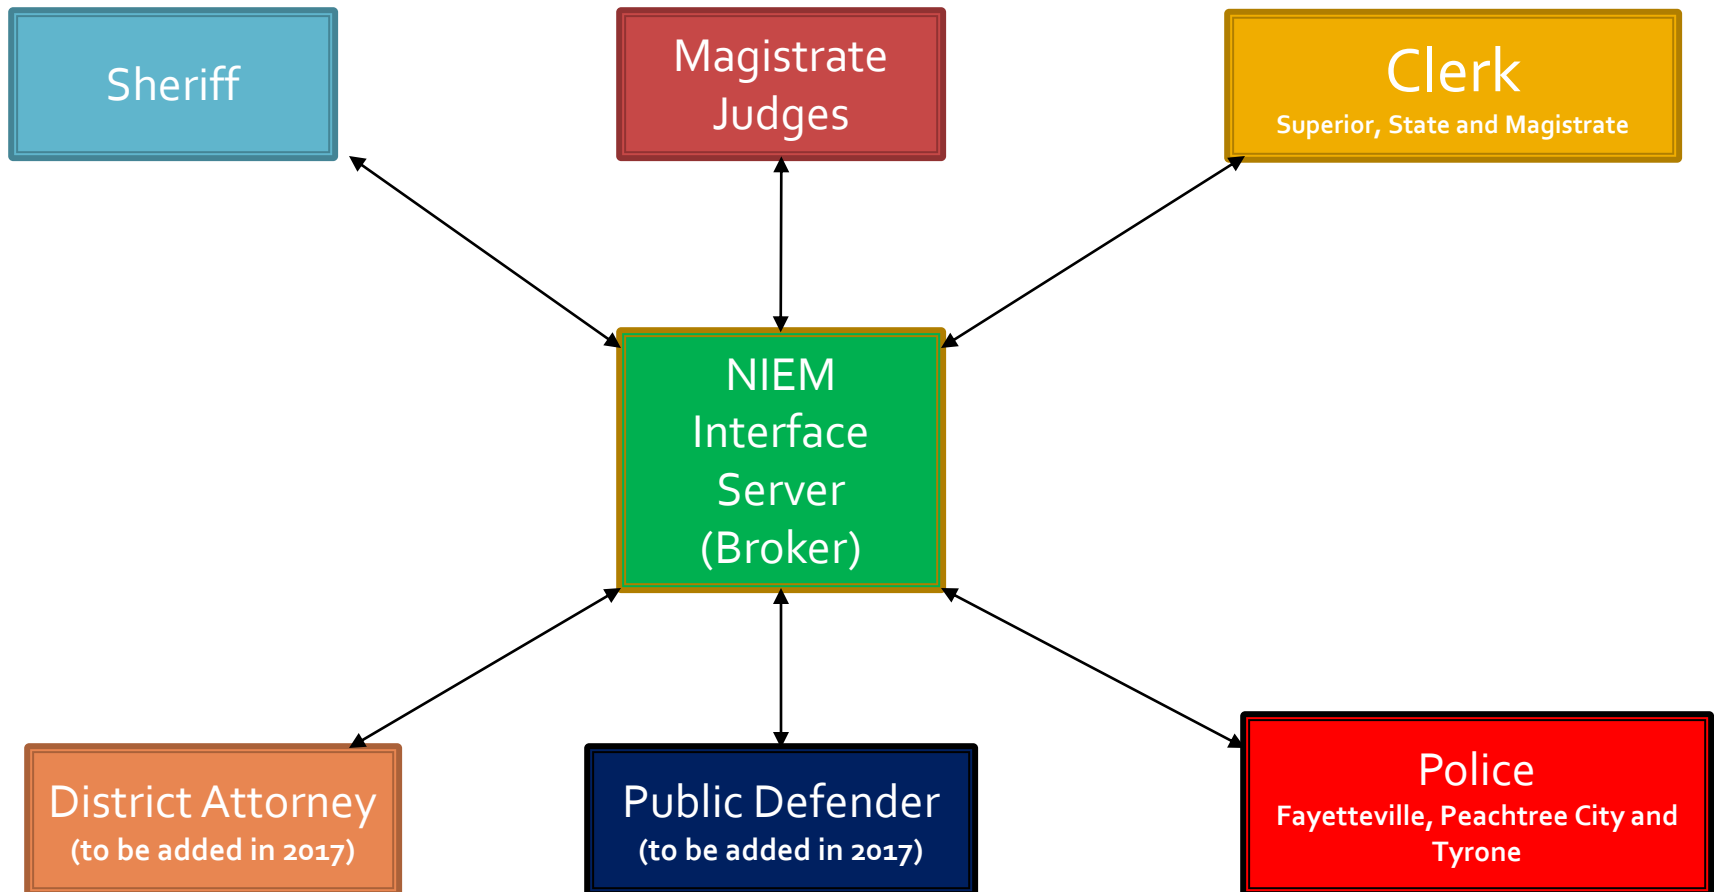 Sheriff
Magistrate
Judges
Clerk
Superior, State and Magistrate
NIEM
Interface
Server
(Broker)
District Attorney
(to be added in 2017)
Public Defender
(to be added in 2017)
Police
Fayetteville, Peachtree City and
Tyrone